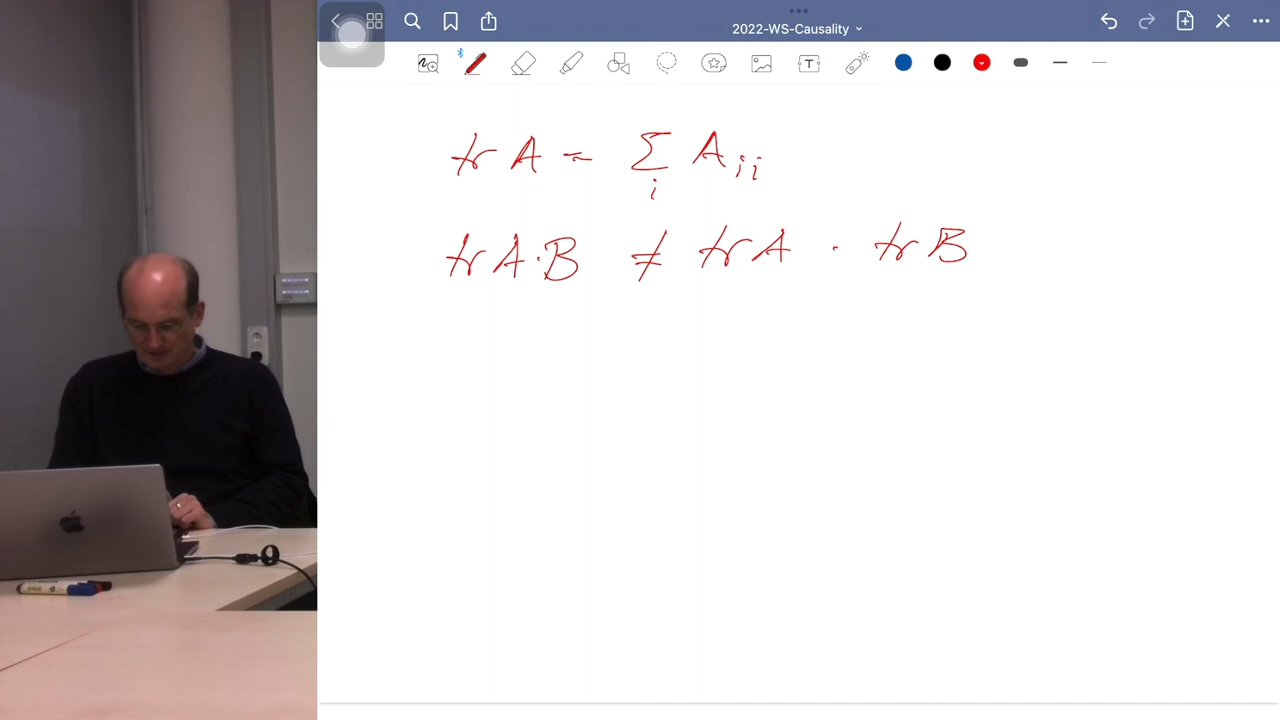 2022-WS-Causality
tr A = Σ_i A_ii
tr A·B ≠ tr A · tr B